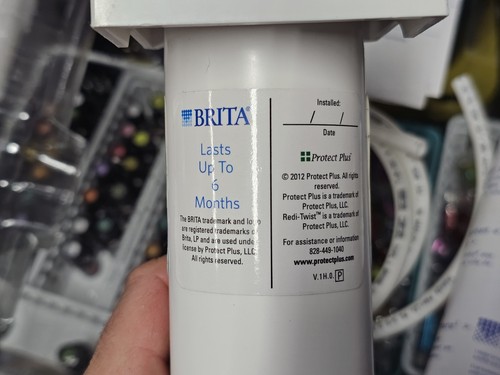 BRITA®
Lasts
Up To
6
Months
The BRITA trademark and logo
are registered trademarks of
Brita, LP and are used under
license by Protect Plus, LLC.
All rights reserved.
Installed:
/ /
Date
Protect Plus
© 2012 Protect Plus. All rights
reserved.
Protect Plus is a trademark of
Protect Plus, LLC.
Redi-Twist™ is a trademark of
Protect Plus, LLC.
For assistance or information
828-449-1040
www.protectplus.com
V.1H.0. P